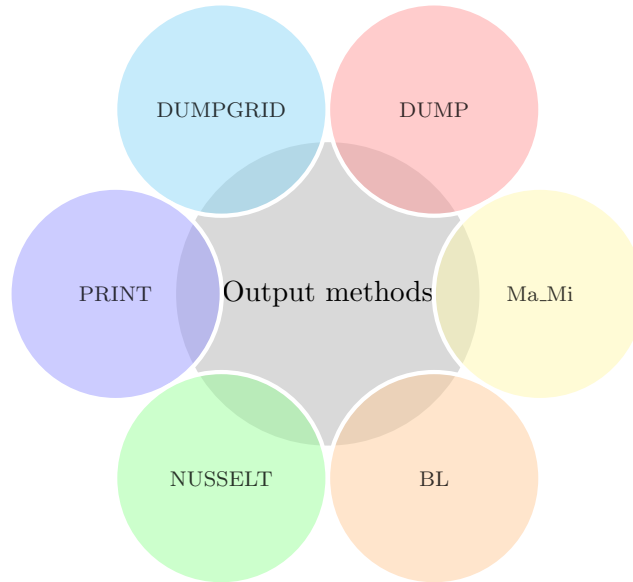 DUMPGRID
DUMP
PRINT
Output methods
Ma_Mi
NUSSELT
BL